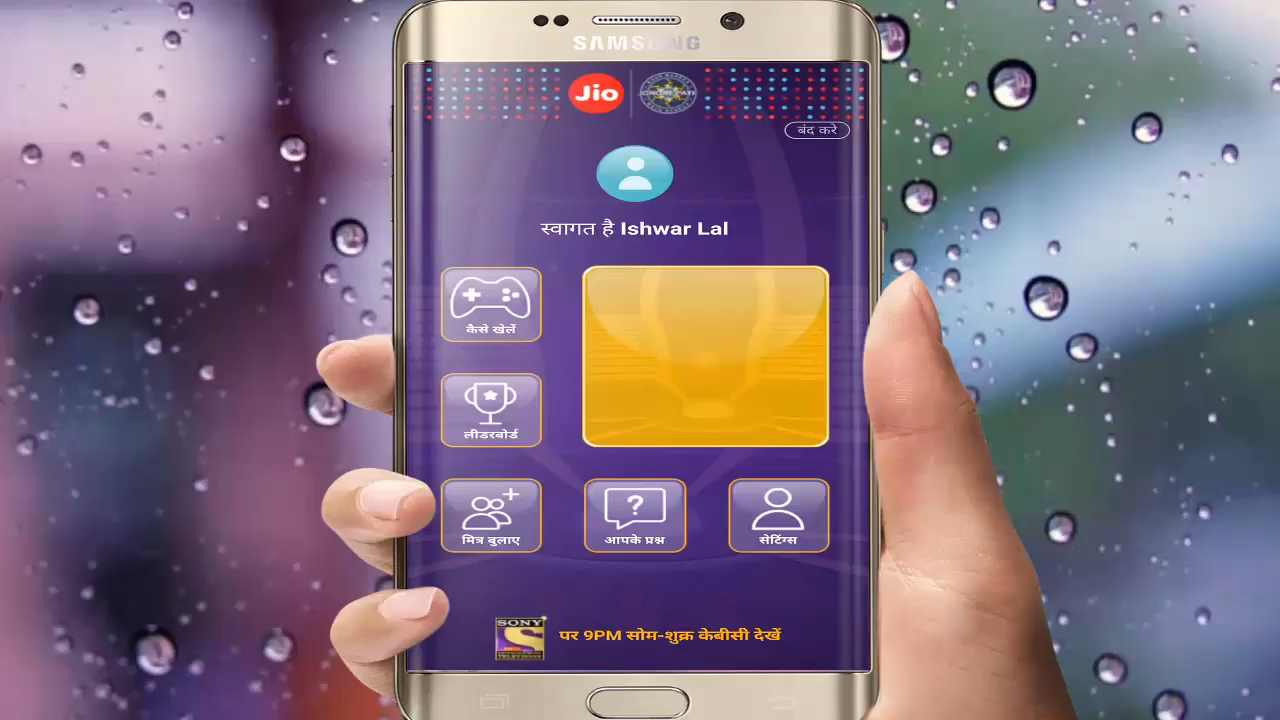 SAMSUNG
Jio
बंद करे
स्वागत है Ishwar Lal
कैसे खेलें
लीडरबोर्ड
मित्र बुलाए
?
आपके प्रश्न
सेटिंग्स
SONY
पर 9PM सोम-शुक्र केबीसी देखें